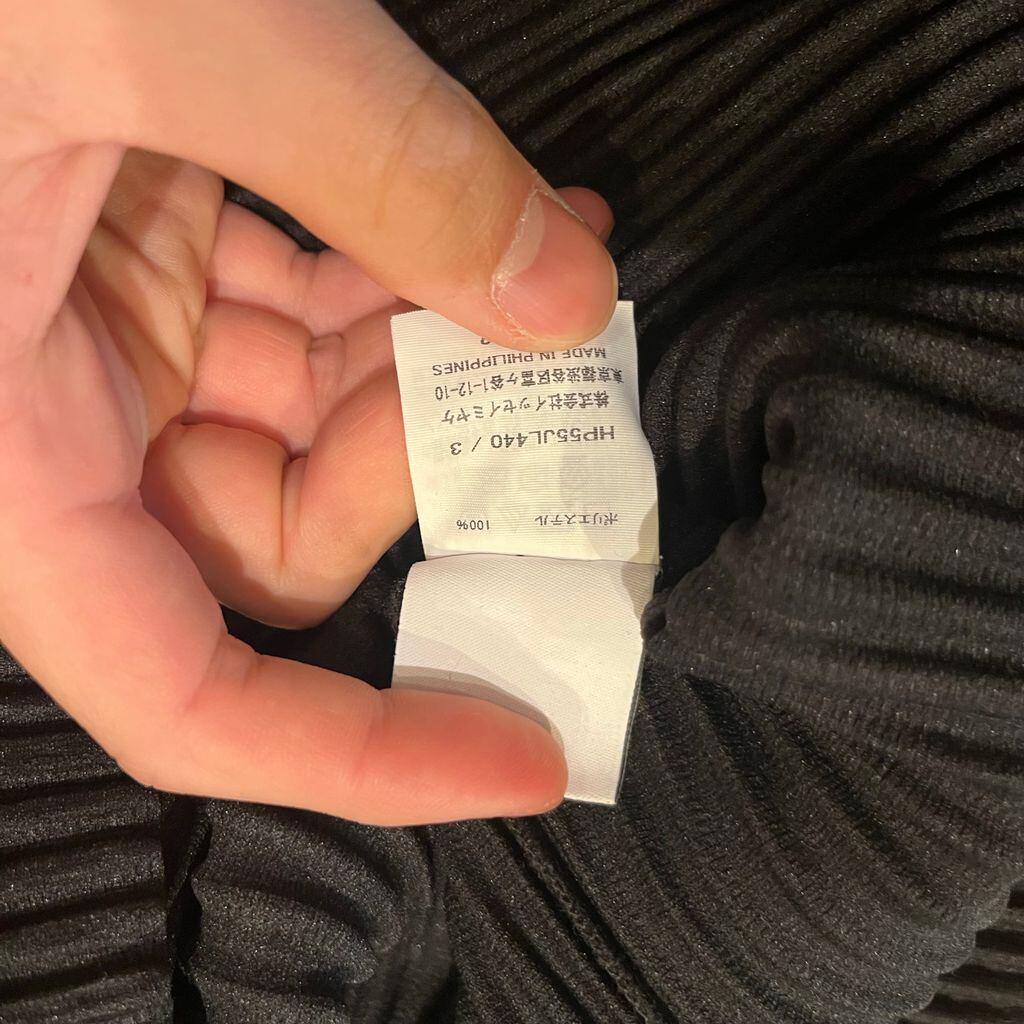 ポリエステル 100%
HP55JL440 / 3
株式会社イッセイミヤケ
東京都渋谷区富ヶ谷1-12-10
MADE IN PHILIPPINES